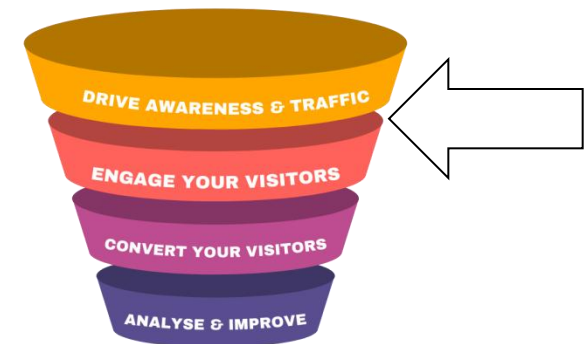 DRIVE AWARENESS & TRAFFIC
ENGAGE YOUR VISITORS
CONVERT YOUR VISITORS
ANALYSE & IMPROVE